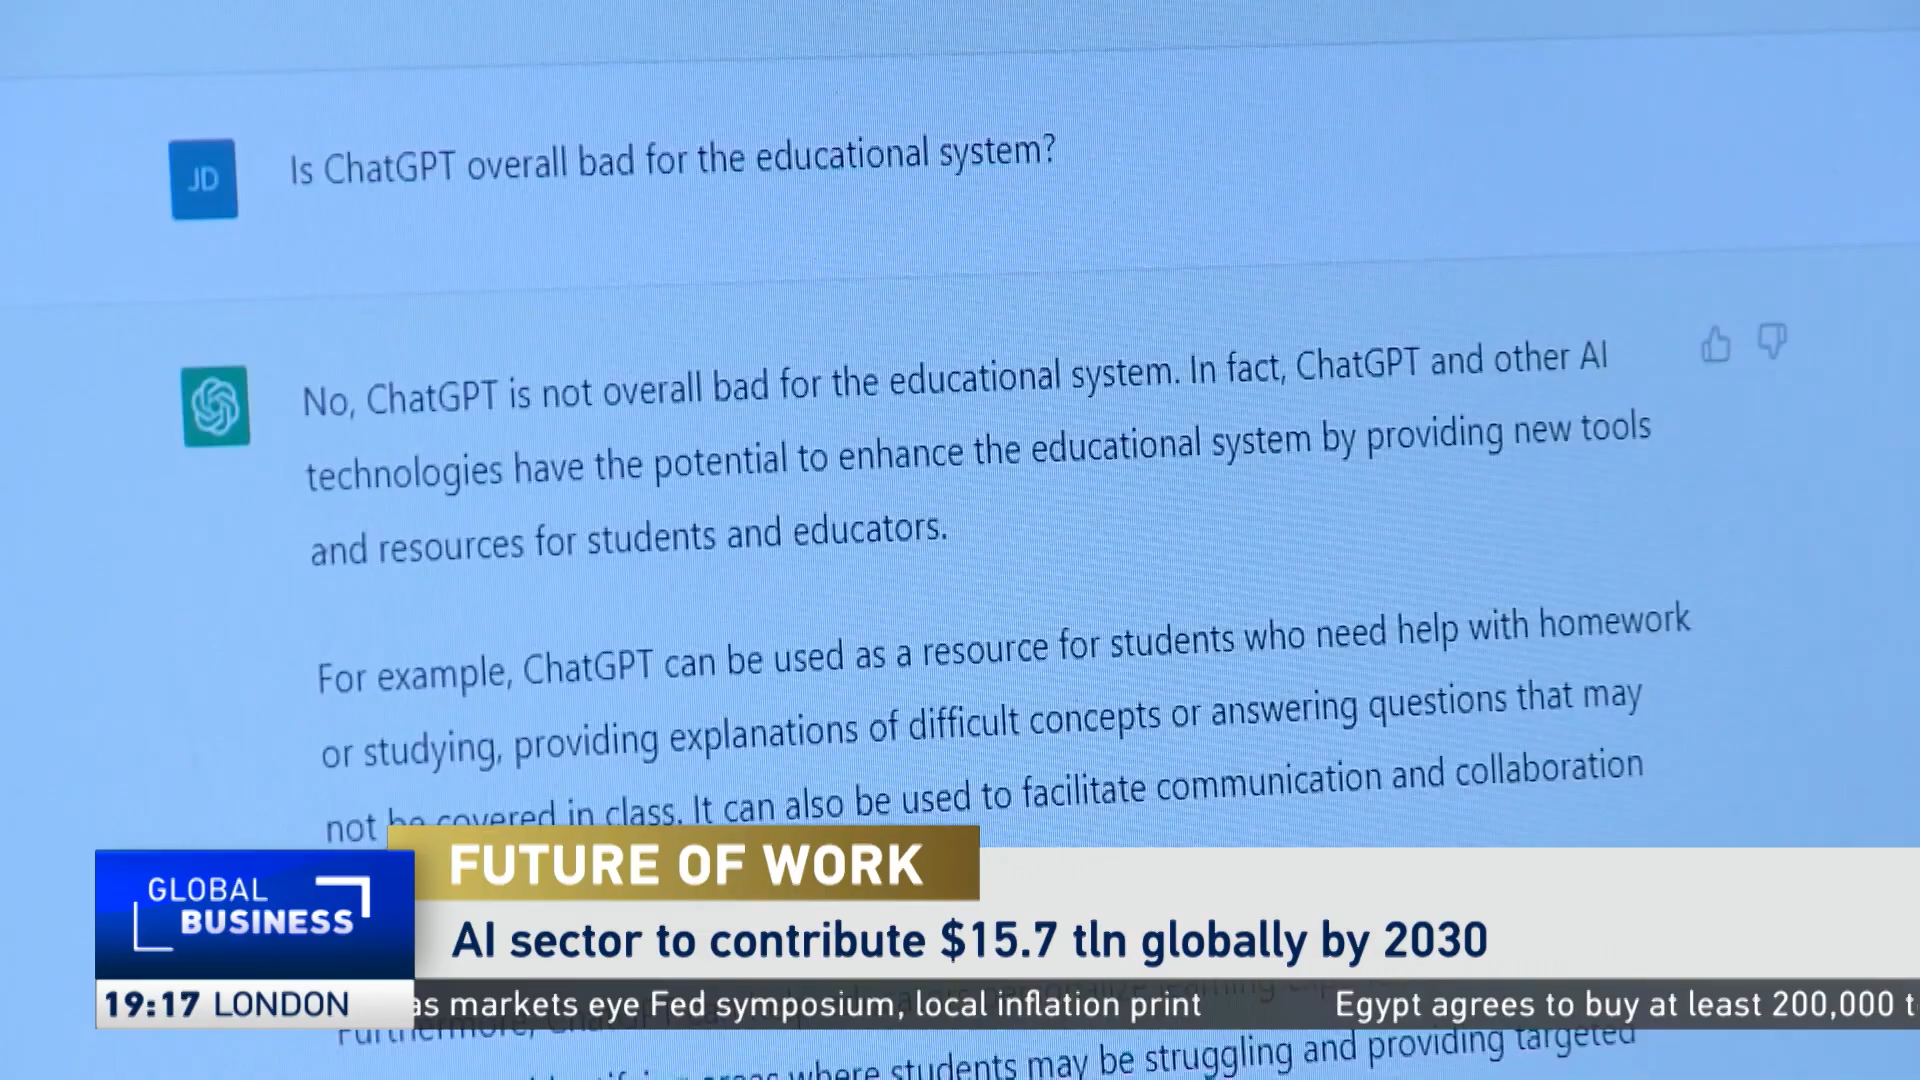 JD
Is ChatGPT overall bad for the educational system?
No, ChatGPT is not overall bad for the educational system. In fact, ChatGPT and other AI
technologies have the potential to enhance the educational system by providing new tools
and resources for students and educators.
For example, ChatGPT can be used as a resource for students who need help with homework
or studying, providing explanations of difficult concepts or answering questions that may
not be covered in class. It can also be used to facilitate communication and collaboration
FUTURE OF WORK
GLOBAL
BUSINESS
AI sector to contribute $15.7 tln globally by 2030
19:17 LONDON
as markets eye Fed symposium, local inflation print Egypt agrees to buy at least 200,000 t
Furthermore, ChatGPT
areas where students may be struggling and providing targeted